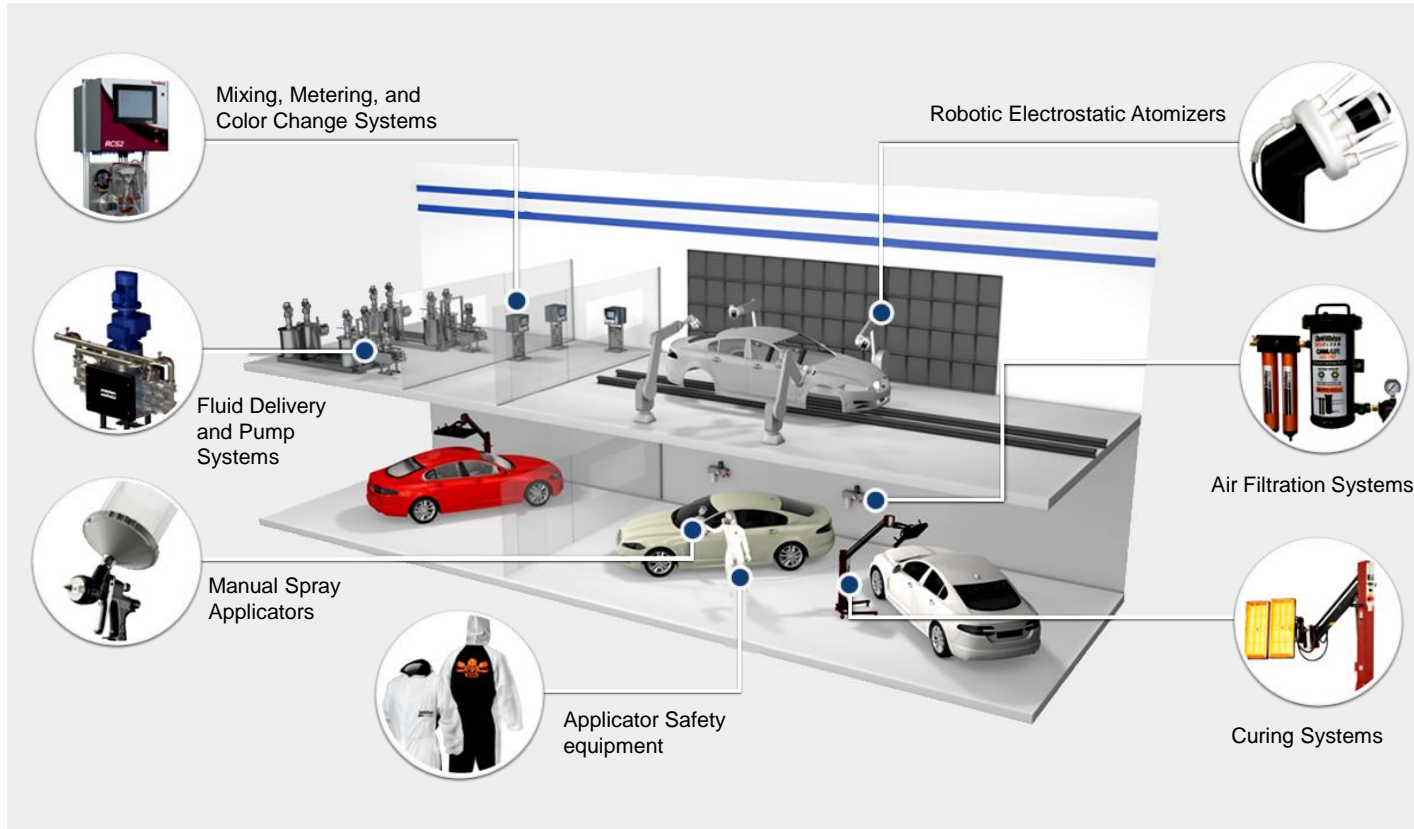 Mixing, Metering, and
Color Change Systems
Robotic Electrostatic Atomizers
RCS2
Fluid Delivery
and Pump
Systems
Air Filtration Systems
Manual Spray
Applicators
Applicator Safety
equipment
Curing Systems